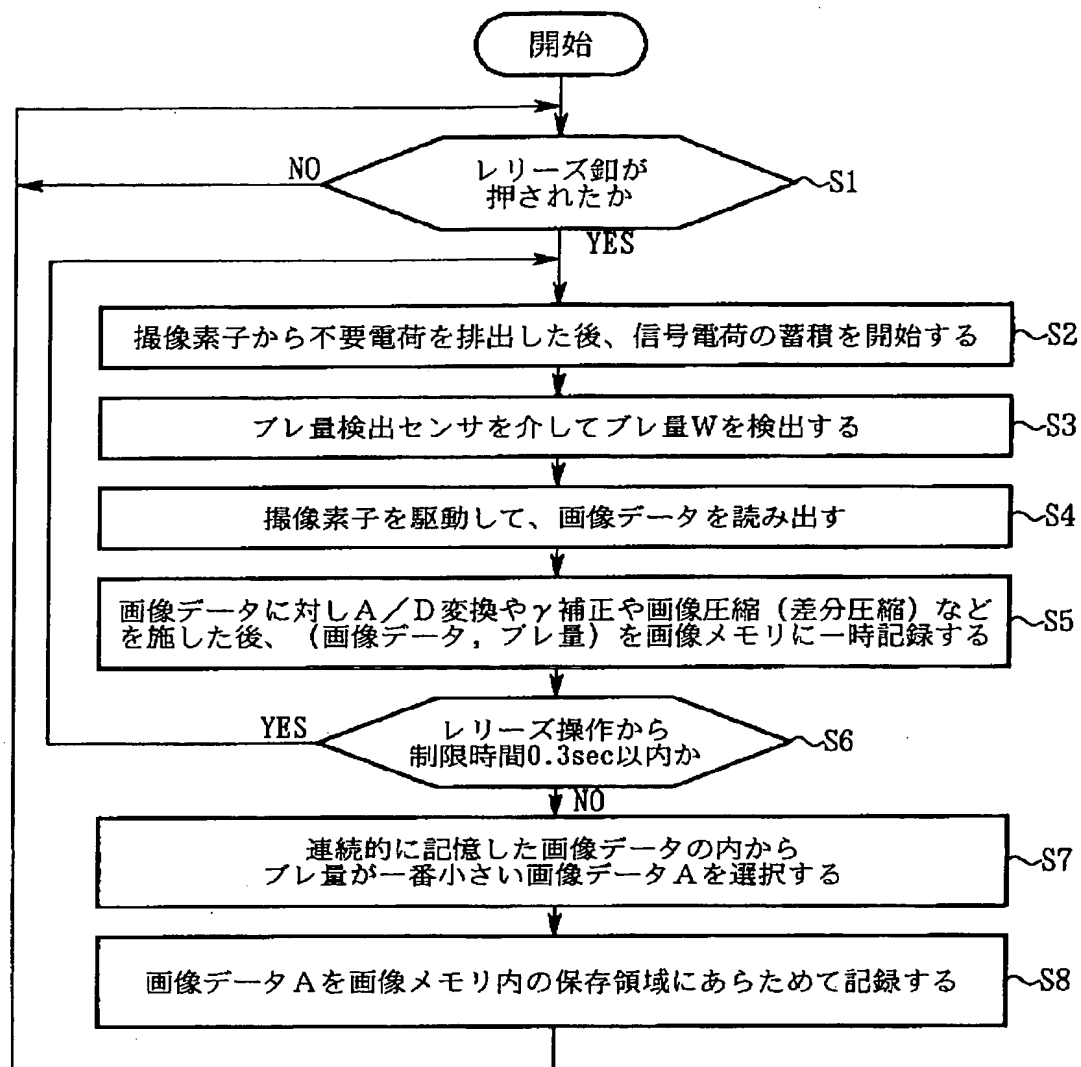 開始
NO
レリーズ釦が
押されたか
~S1
YES
撮像素子から不要電荷を排出した後、信号電荷の蓄積を開始する
~S2
ブレ量検出センサを介してブレ量Wを検出する
~S3
撮像素子を駆動して、画像データを読み出す
~S4
画像データに対しA/D変換やγ補正や画像圧縮（差分圧縮）など
を施した後、（画像データ，ブレ量）を画像メモリに一時記録する
~S5
YES
レリーズ操作から
制限時間0.3sec以内か
~S6
NO
連続的に記憶した画像データの内から
ブレ量が一番小さい画像データAを選択する
~S7
画像データAを画像メモリ内の保存領域にあらためて記録する
~S8